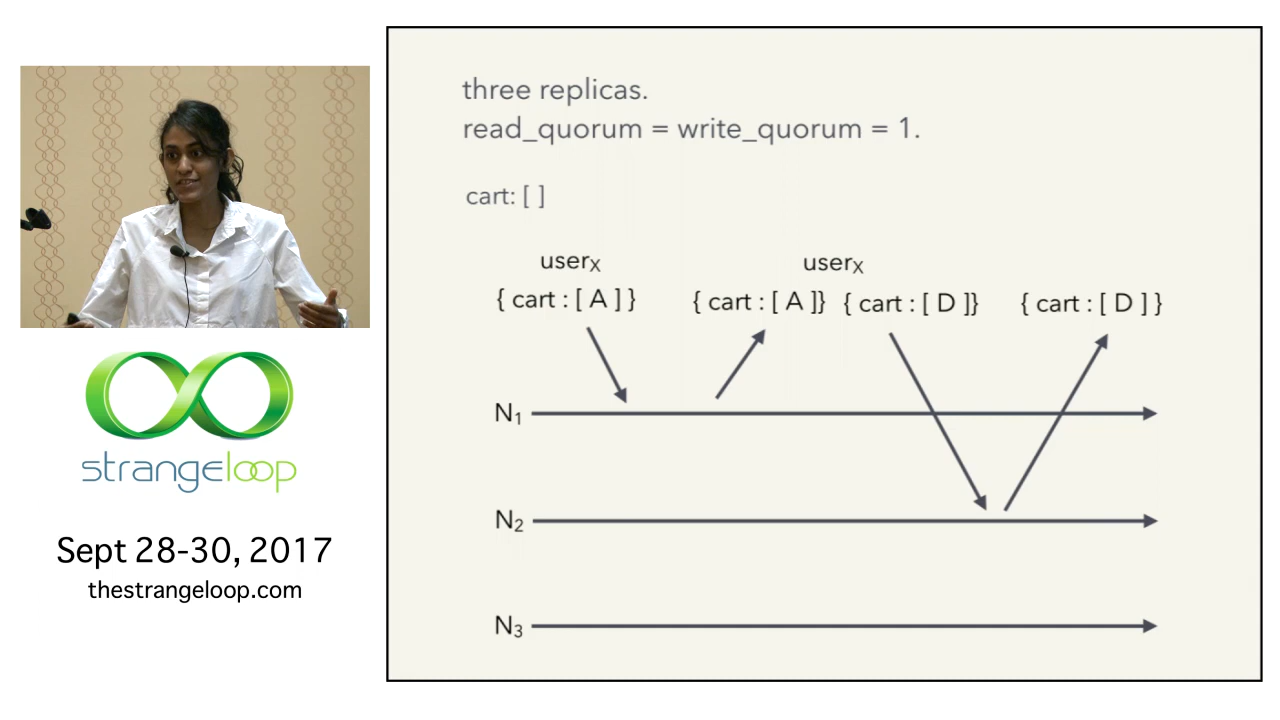 three replicas.
read_quorum = write_quorum = 1.
cart: [ ]
userX userX
{ cart : [ A ] } { cart : [ A ]} { cart : [ D ]} { cart : [ D ] }
N1
N2
N3
strangeloop
Sept 28-30, 2017
thestrangeloop.com